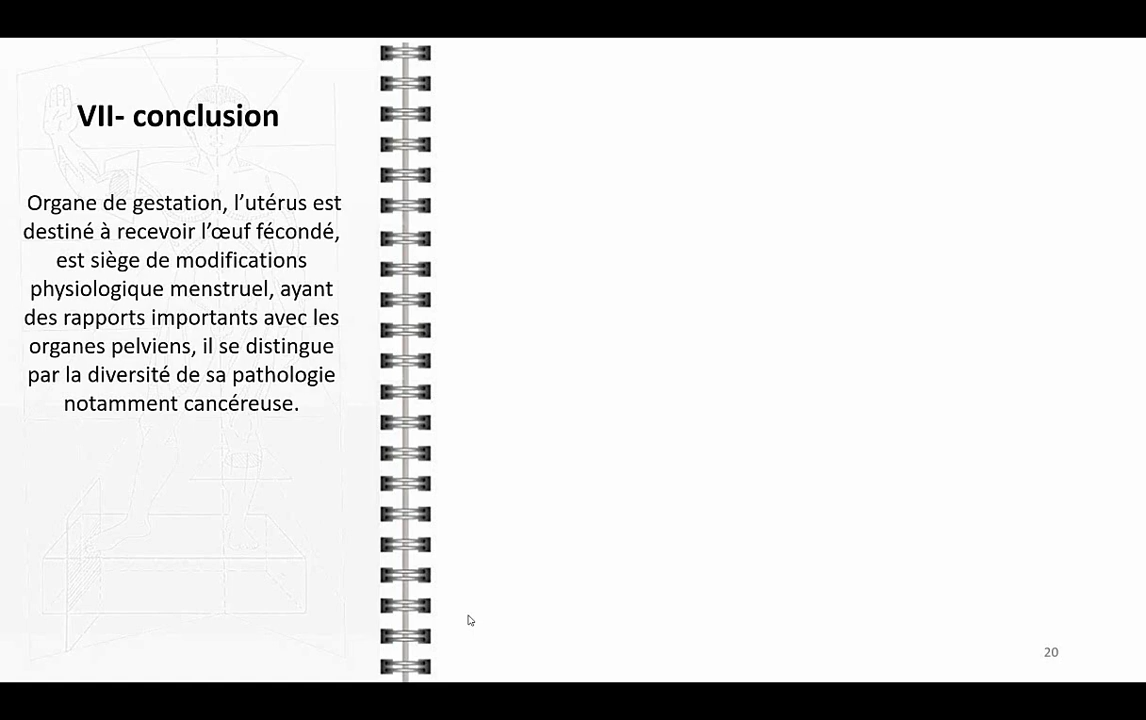 VII- conclusion
Organe de gestation, l’utérus est
destiné à recevoir l’œuf fécondé,
est siège de modifications
physiologique menstruel, ayant
des rapports importants avec les
organes pelviens, il se distingue
par la diversité de sa pathologie
notamment cancéreuse.
20